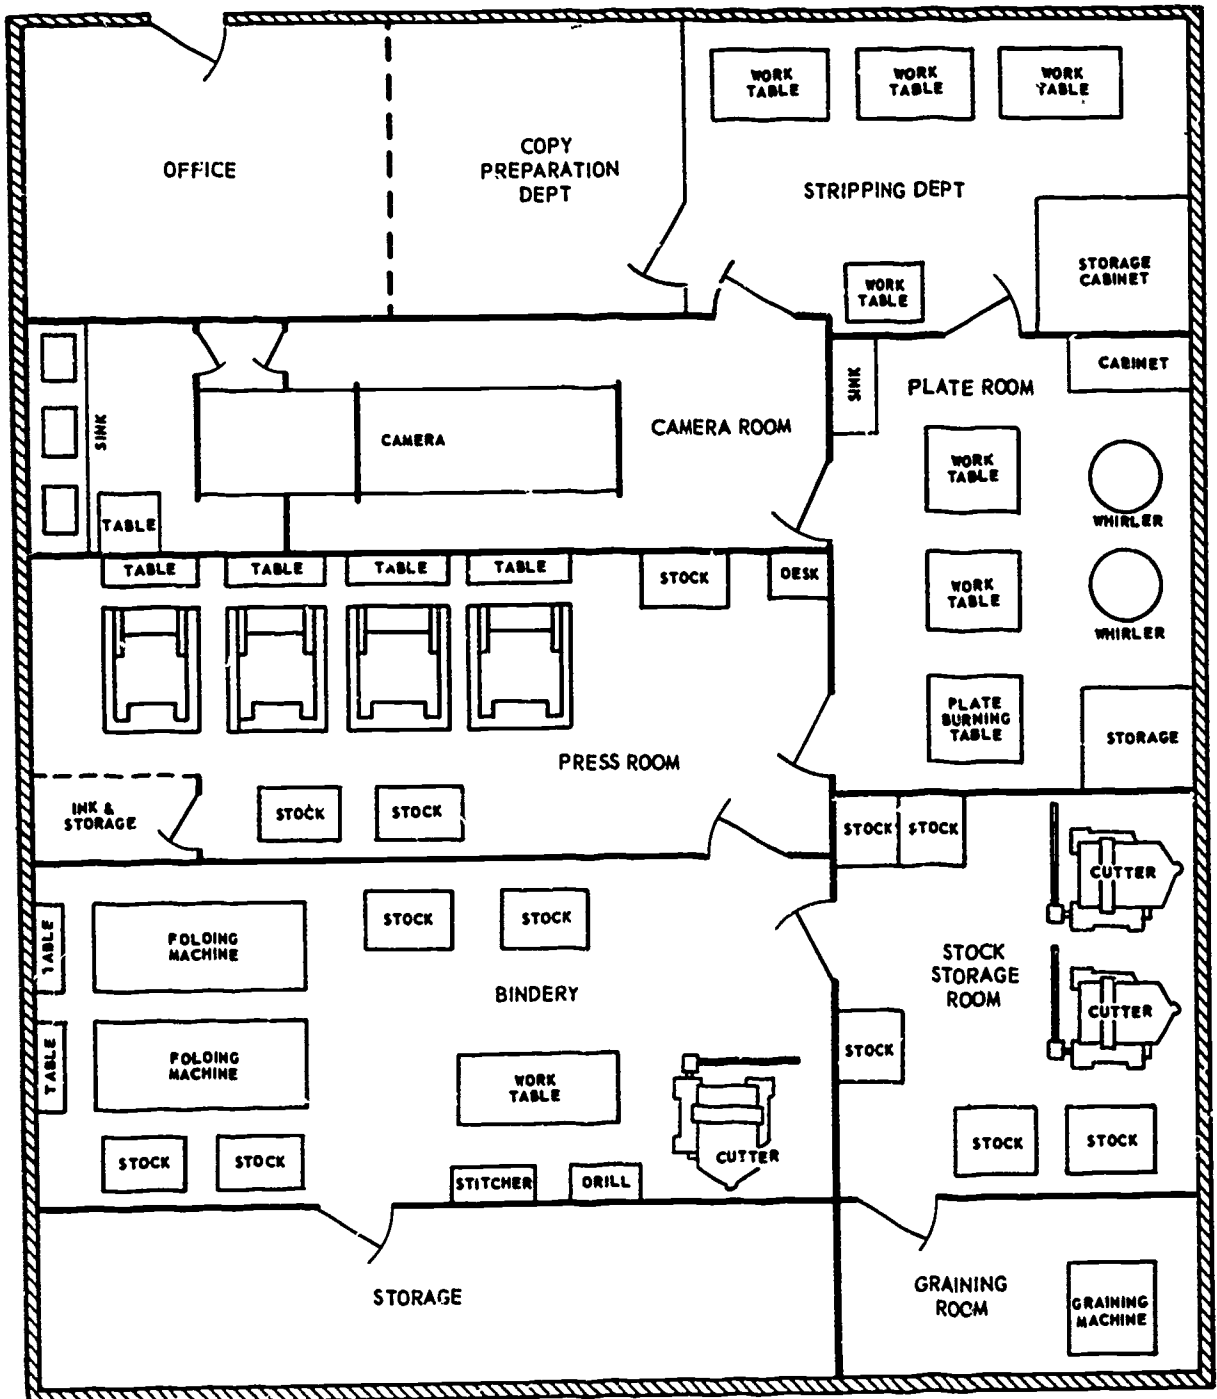 WORK
TABLE
WORK
TABLE
WORK
TABLE
OFFICE
COPY
PREPARATION
DEPT
STRIPPING DEPT
STORAGE
CABINET
WORK
TABLE
SINK
CAMERA
CAMERA ROOM
SINK
PLATE ROOM
CABINET
TABLE
WORK
TABLE
WHIRLER
TABLE
TABLE
TABLE
TABLE
STOCK
DESK
WORK
TABLE
WHIRLER
PLATE
BURNING
TABLE
STORAGE
PRESS ROOM
INK &
STORAGE
STOCK
STOCK
STOCK
STOCK
CUTTER
TABLE
FOLDING
MACHINE
STOCK
STOCK
BINDERY
STOCK
STORAGE
ROOM
CUTTER
TABLE
FOLDING
MACHINE
WORK
TABLE
STOCK
CUTTER
STOCK
STOCK
STITCHER
DRILL
STOCK
STOCK
STORAGE
GRAINING
ROOM
GRAINING
MACHINE